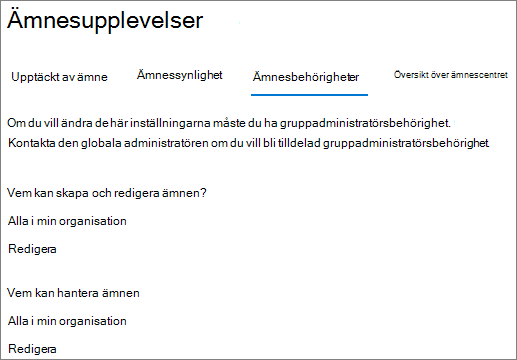 Ämnesupplevelser
Upptäckt av ämne Ämnessynlighet Ämnesbehörigheter Översikt över ämnescentret
Om du vill ändra de här inställningarna måste du ha gruppadministratörsbehörighet.
Kontakta den globala administratören om du vill bli tilldelad gruppadministratörsbehörighet.
Vem kan skapa och redigera ämnen?
Alla i min organisation
Redigera
Vem kan hantera ämnen
Alla i min organisation
Redigera